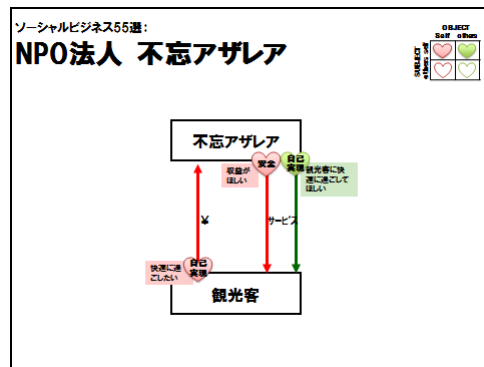 ソーシャルビジネス55選:
NPO法人 不忘アザレア
OBJECT
Self others
SUBJECT
others self
不忘アザレア
収益が
ほしい
安全
自己
実現
観光客に快
適に過ごして
ほしい
¥
サービス
快適に過
ごしたい
自己
実現
観光客